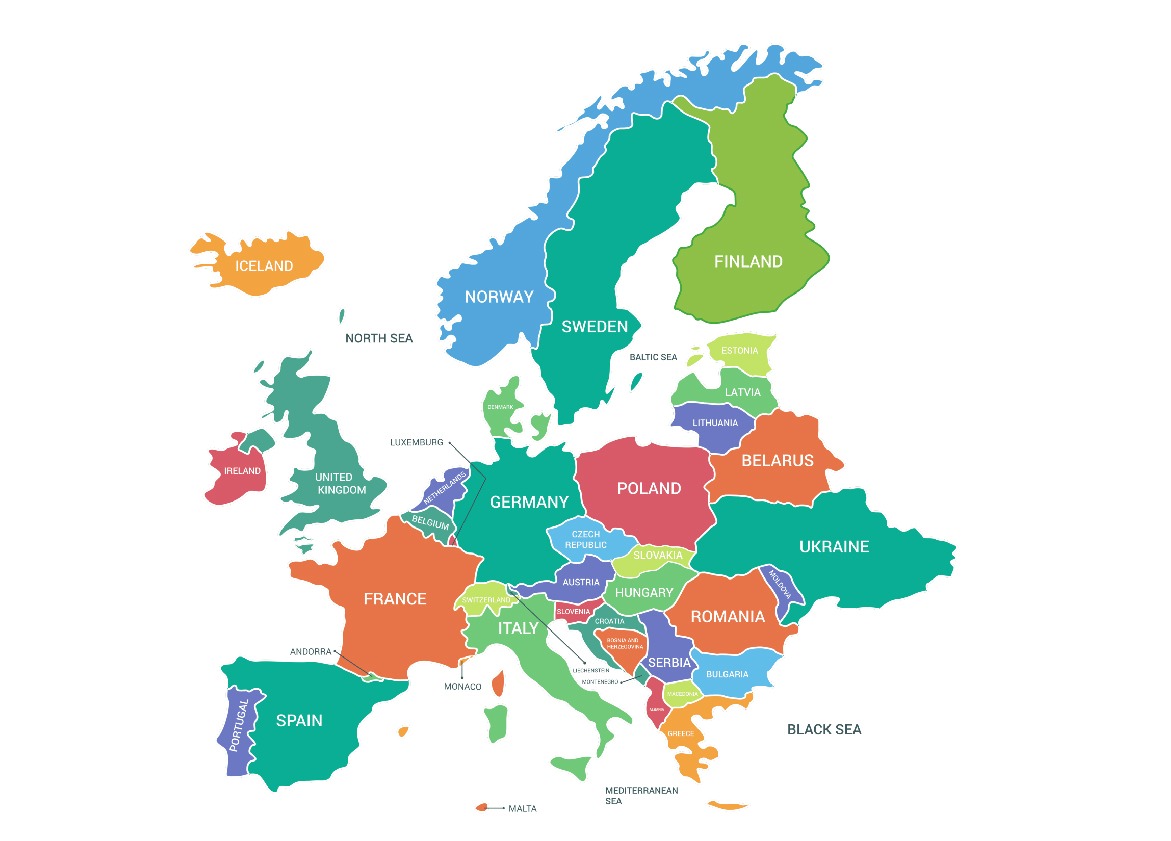 ICELAND
FINLAND
NORWAY
SWEDEN
NORTH SEA
ESTONIA
BALTIC SEA
LATVIA
DENMARK
LITHUANIA
LUXEMBURG
BELARUS
IRELAND
UNITED
KINGDOM
NETHERLANDS
POLAND
GERMANY
BELGIUM
CZECH
REPUBLIC
UKRAINE
SLOVAKIA
AUSTRIA
MOLDOVA
HUNGARY
FRANCE
SWITZERLAND
SLOVENIA
ROMANIA
CROATIA
ITALY
BOSNIA AND
HERZEGOVINA
ANDORRA
SERBIA
LIECHENSTEIN
BULGARIA
MONTENEGRO
MONACO
MACEDONIA
ALBANIA
PORTUGAL
SPAIN
BLACK SEA
GREECE
MEDITERRANEAN
SEA
MALTA